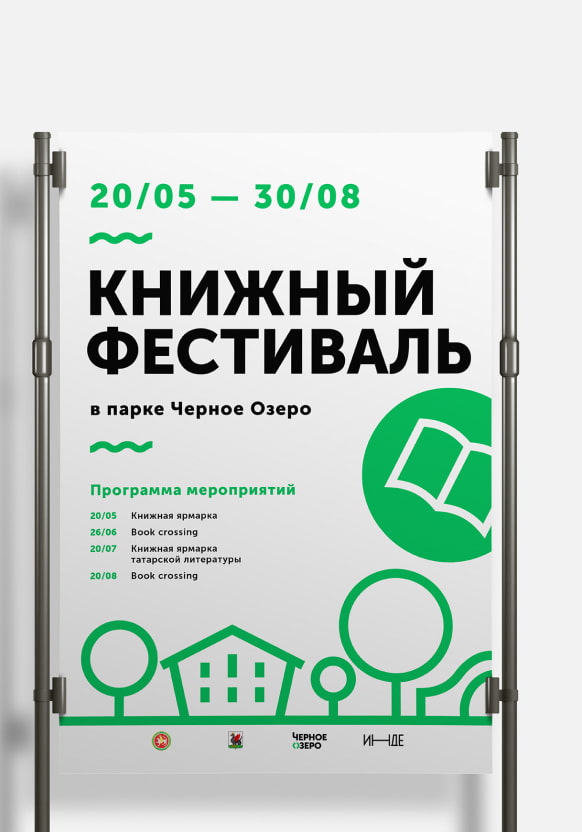 20/05 — 30/08
КНИЖНЫЙ
ФЕСТИВАЛЬ
в парке Черное Озеро
Программа мероприятий
20/05 Книжная ярмарка
26/06 Book crossing
20/07 Книжная ярмарка
татарской литературы
20/08 Book crossing
ЧЕРНОЕ
ОЗЕРО
ИНДЕ